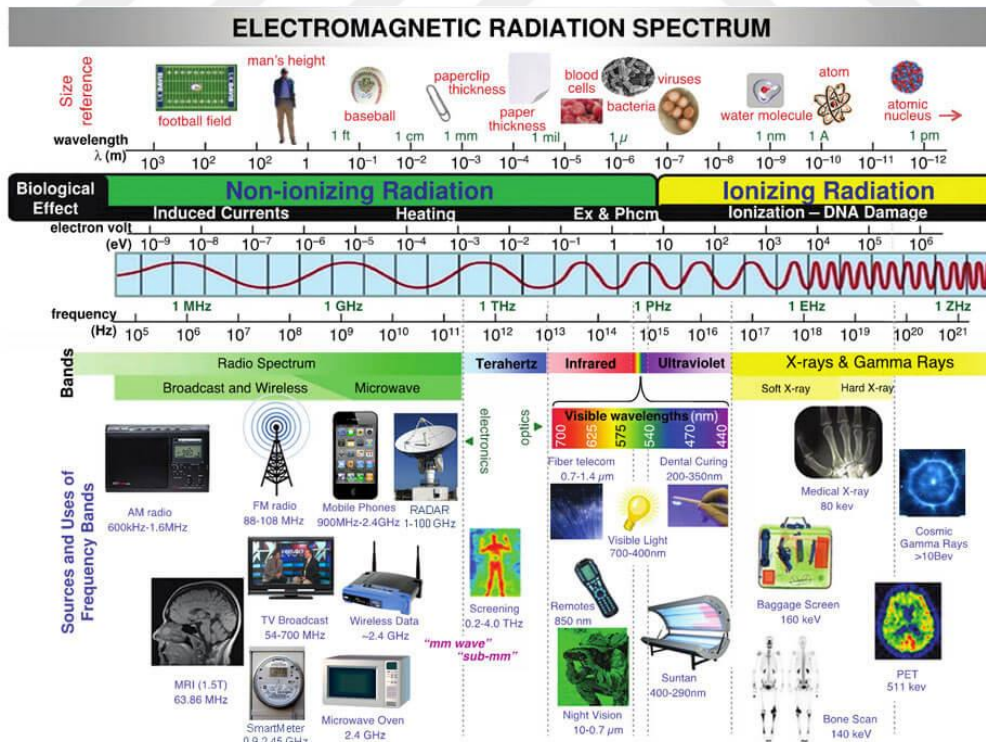 ELECTROMAGNETIC RADIATION SPECTRUM
Size
reference
football field
man's height
baseball
paperclip
thickness
paper
thickness
blood
cells
bacteria
viruses
water molecule
atom
atomic
nucleus
wavelength
λ (m)
1 ft 1 cm 1 mm 1 mil 1 µ 1 nm 1 A 1 pm
10³ 10² 10² 1 10⁻¹ 10⁻² 10⁻³ 10⁻⁴ 10⁻⁵ 10⁻⁶ 10⁻⁷ 10⁻⁸ 10⁻⁹ 10⁻¹⁰ 10⁻¹¹ 10⁻¹²
Biological
Effect
Non-ionizing Radiation
Ionizing Radiation
Induced Currents Heating Ex & Phcm Ionization – DNA Damage
electron volt
(eV)
10⁻⁹ 10⁻⁸ 10⁻⁷ 10⁻⁶ 10⁻⁵ 10⁻⁴ 10⁻³ 10⁻² 10⁻¹ 1 10 10² 10³ 10⁴ 10⁵ 10⁶
frequency
(Hz)
1 MHz 1 GHz 1 THz 1 PHz 1 EHz 1 ZHz
10⁵ 10⁶ 10⁷ 10⁸ 10⁹ 10¹⁰ 10¹¹ 10¹² 10¹³ 10¹⁴ 10¹⁵ 10¹⁶ 10¹⁷ 10¹⁸ 10¹⁹ 10²⁰ 10²¹
Bands
Radio Spectrum Terahertz Infrared Ultraviolet X-rays & Gamma Rays
Broadcast and Wireless Microwave Soft X-ray Hard X-ray
electronics
optics
Visible wavelengths (nm)
700 625 575 540 470 440
Sources and Uses of
Frequency Bands
AM radio
600kHz-1.6MHz
FM radio
88-108 MHz
Mobile Phones
900MHz-2.4GHz
RADAR
1-100 GHz
Fiber telecom
0.7-1.4 µm
Dental Curing
200-350nm
Visible Light
700-400nm
Medical X-ray
80 kev
Cosmic
Gamma Rays
>10Bev
TV Broadcast
54-700 MHz
Wireless Data
~2.4 GHz
Screening
0.2-4.0 THz
"mm wave"
"sub-mm"
Remotes
850 nm
Suntan
400-290nm
Baggage Screen
160 keV
MRI (1.5T)
63.86 MHz
SmartMeter
0.9-2.45 GHz
Microwave Oven
2.4 GHz
Night Vision
10-0.7 µm
Bone Scan
140 keV
PET
511 kev